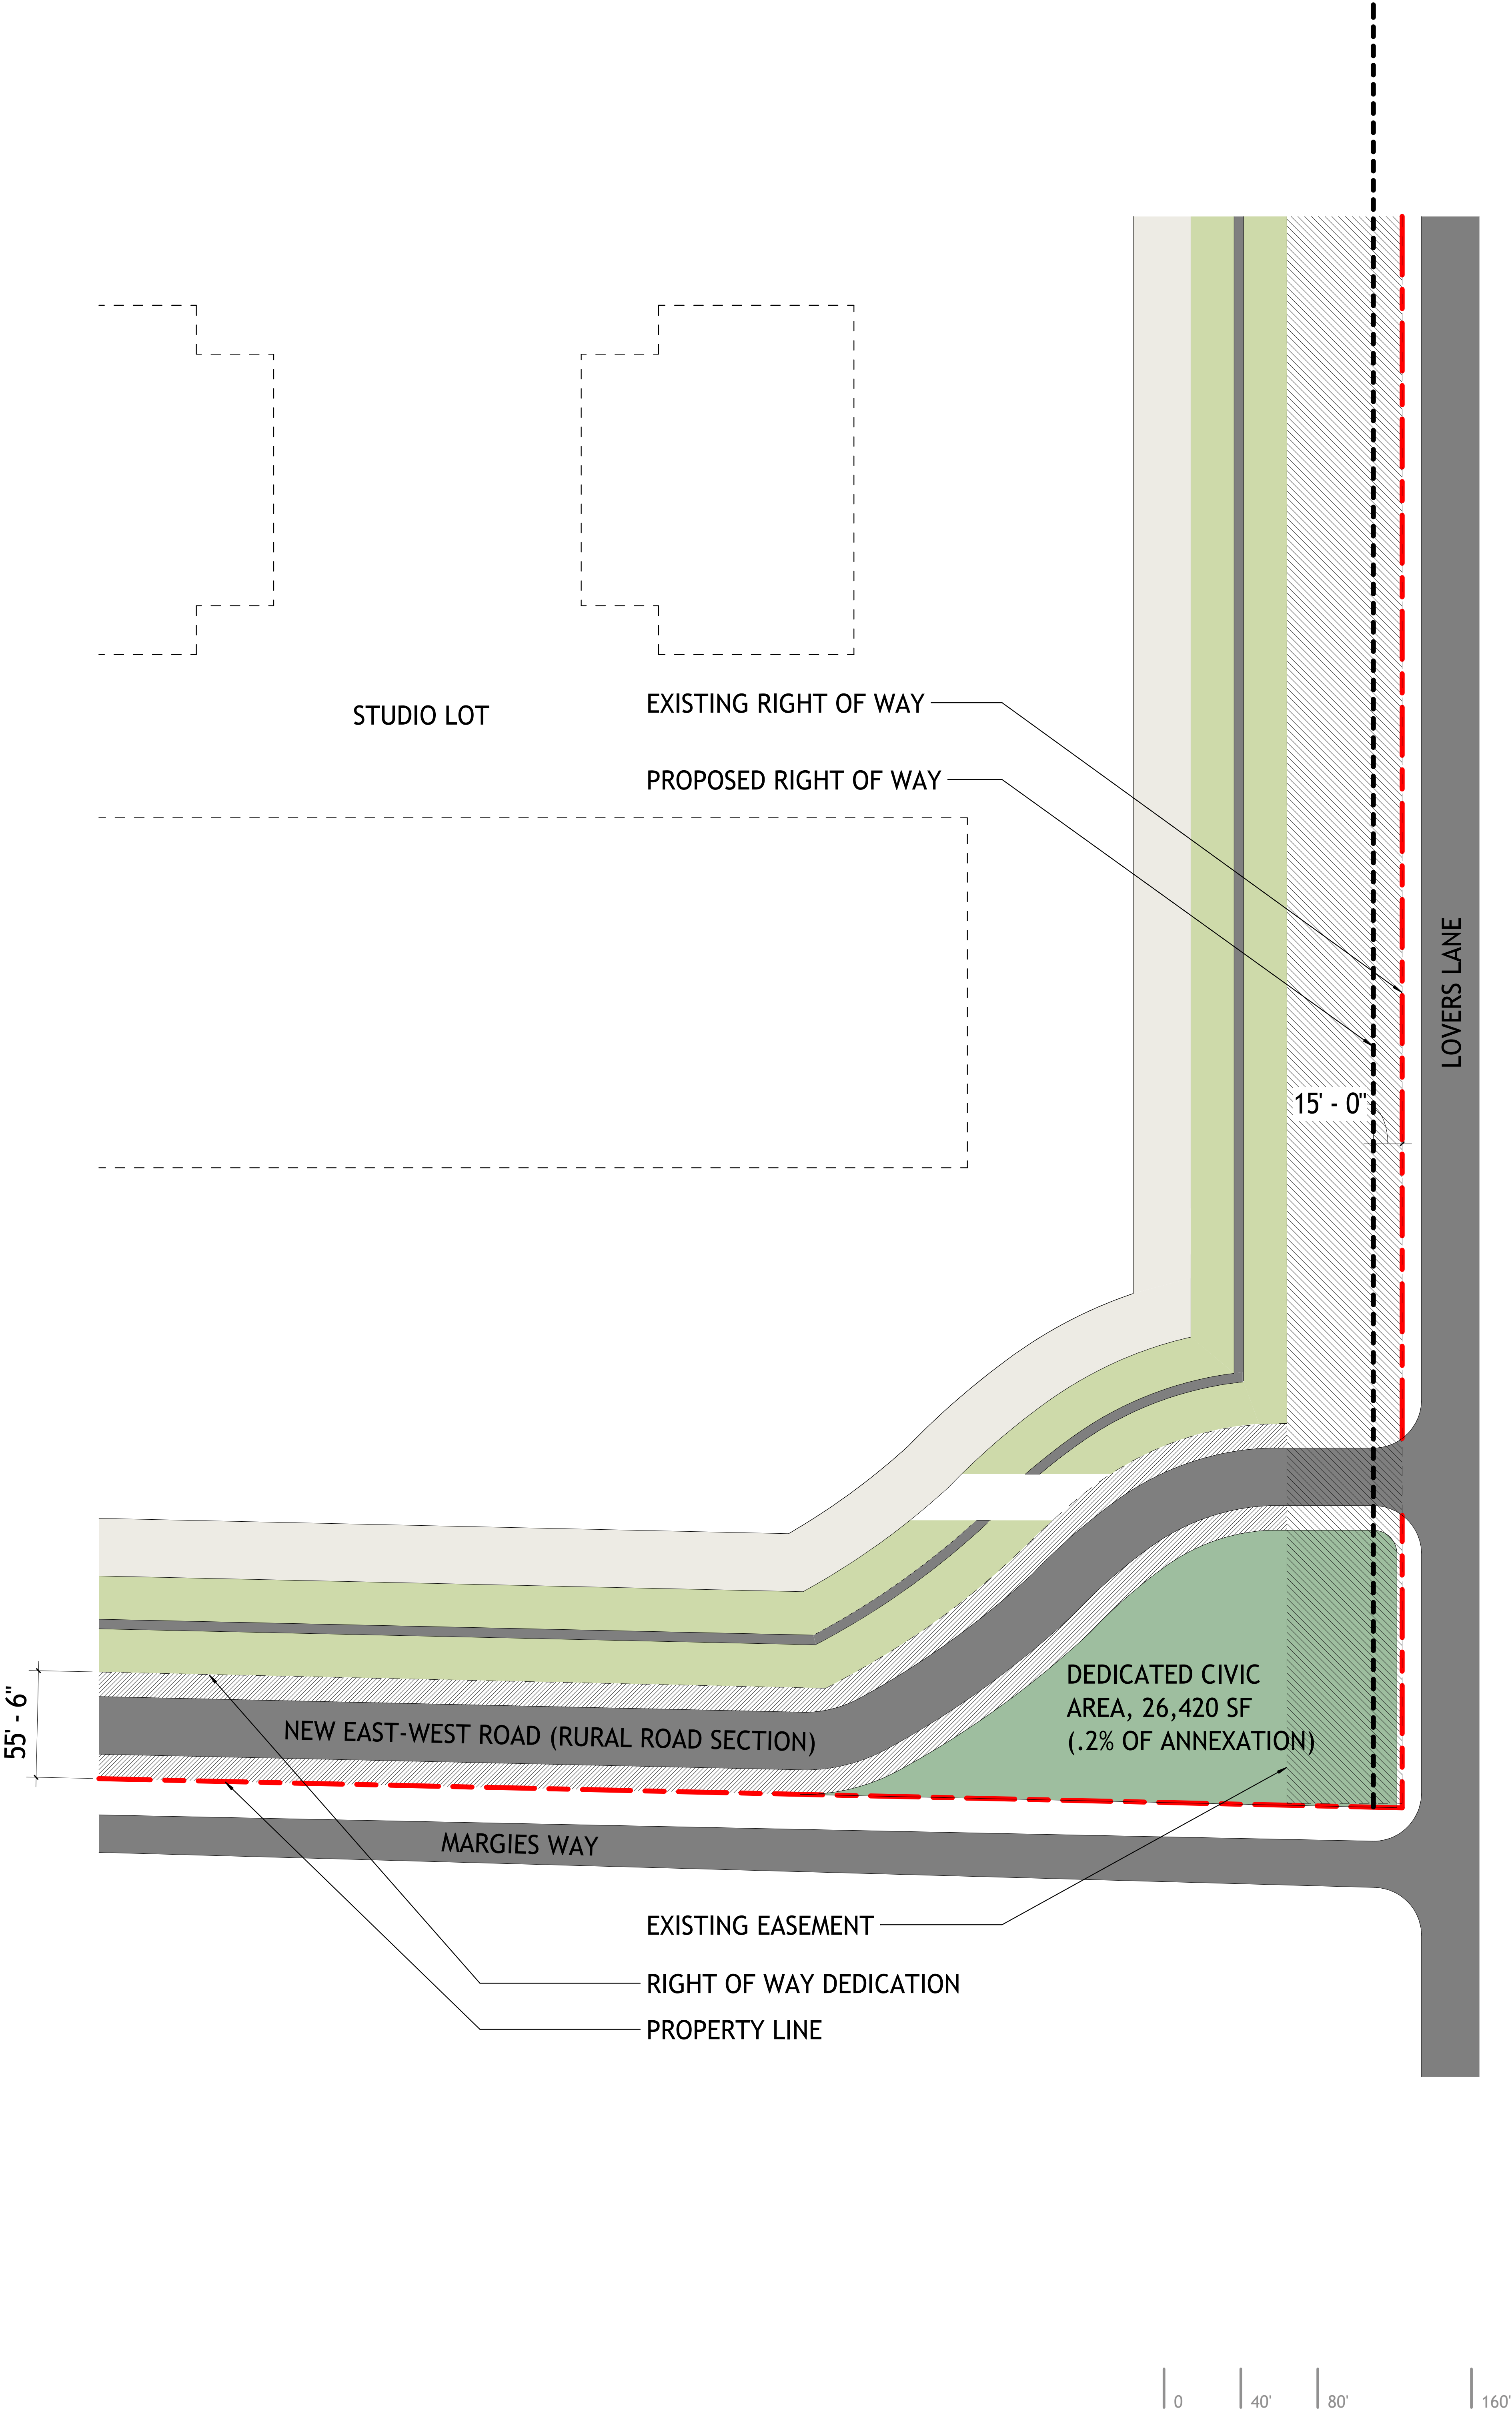 EXISTING RIGHT OF WAY
STUDIO LOT
PROPOSED RIGHT OF WAY
LOVERS LANE
15' - 0"
DEDICATED CIVIC
AREA, 26,420 SF
(.2% OF ANNEXATION)
55' - 6"
NEW EAST-WEST ROAD (RURAL ROAD SECTION)
MARGIES WAY
EXISTING EASEMENT
RIGHT OF WAY DEDICATION
PROPERTY LINE
0 40' 80' 160'